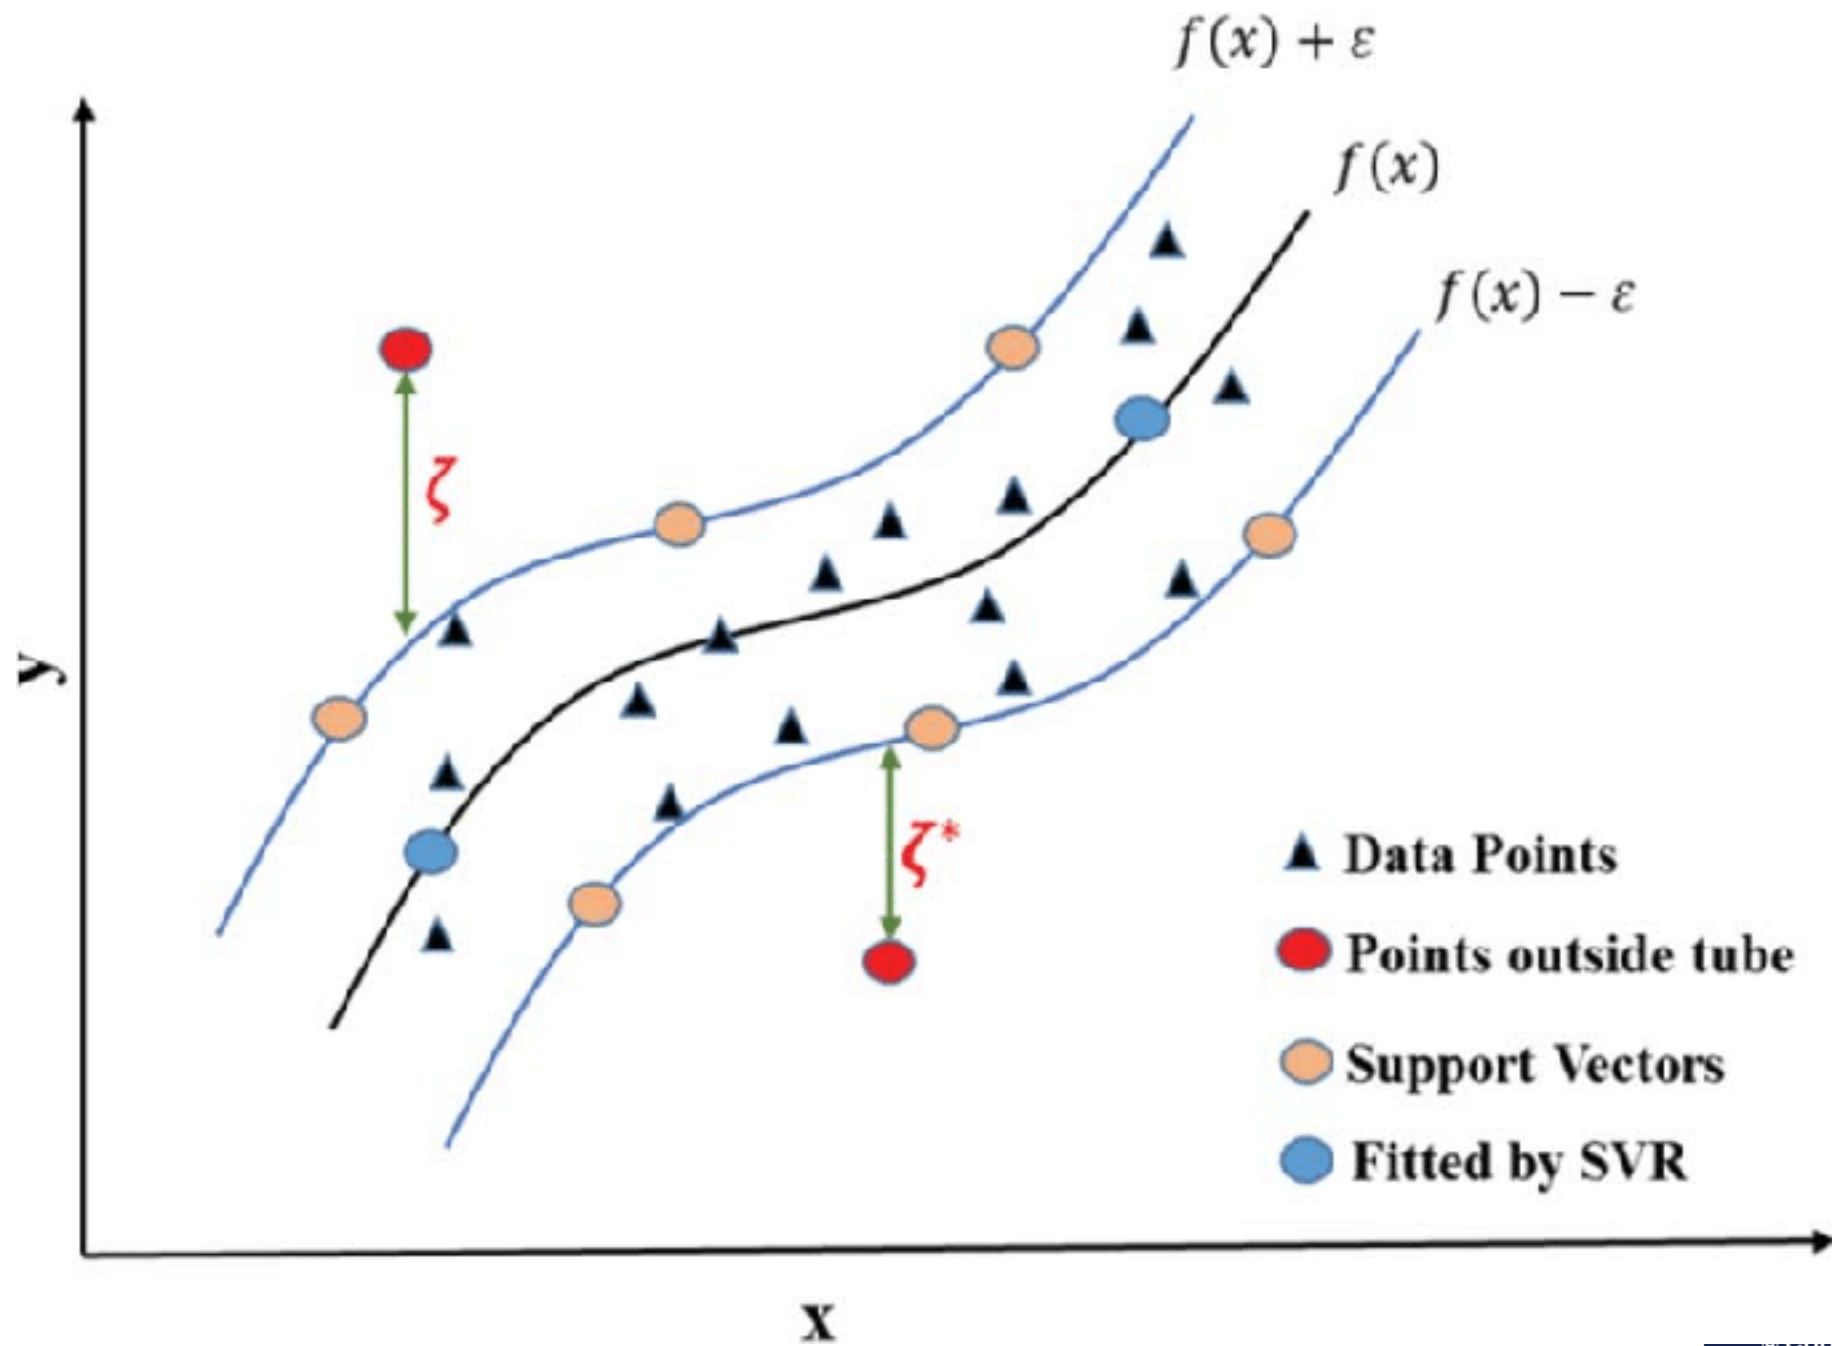 f(x) + ε
f(x)
f(x) − ε
ζ
y
ζ*
Data Points
Points outside tube
Support Vectors
Fitted by SVR
x